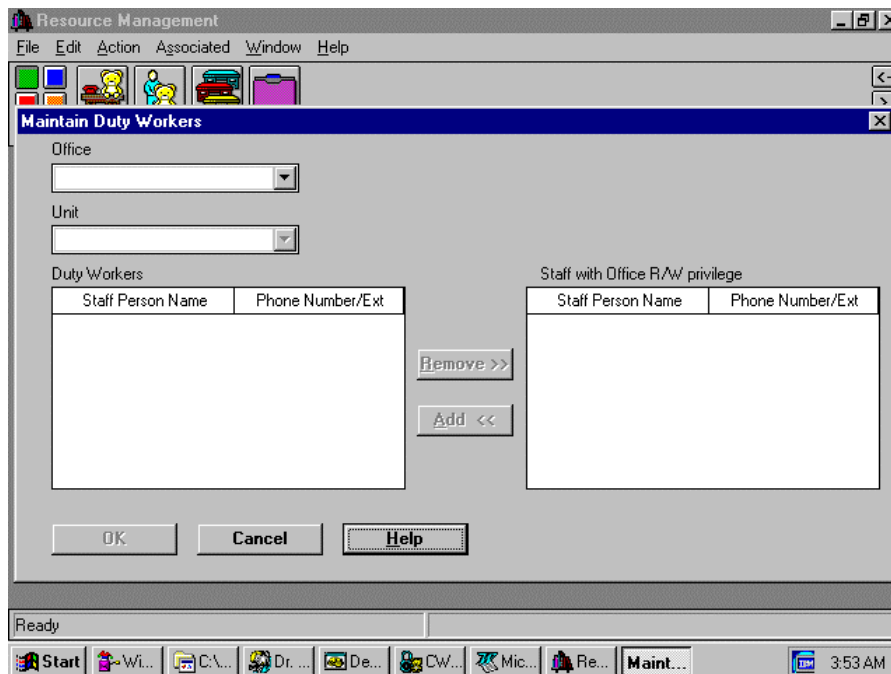 Resource Management
File Edit Action Associated Window Help
Maintain Duty Workers
Office
Unit
Duty Workers
Staff with Office R/W privilege
Staff Person Name Phone Number/Ext Staff Person Name Phone Number/Ext
Remove >>
Add <<
OK Cancel Help
Ready
Start Wi... C:\... Dr. ... De... CW... Mic... Re... Maint... 3:53 AM